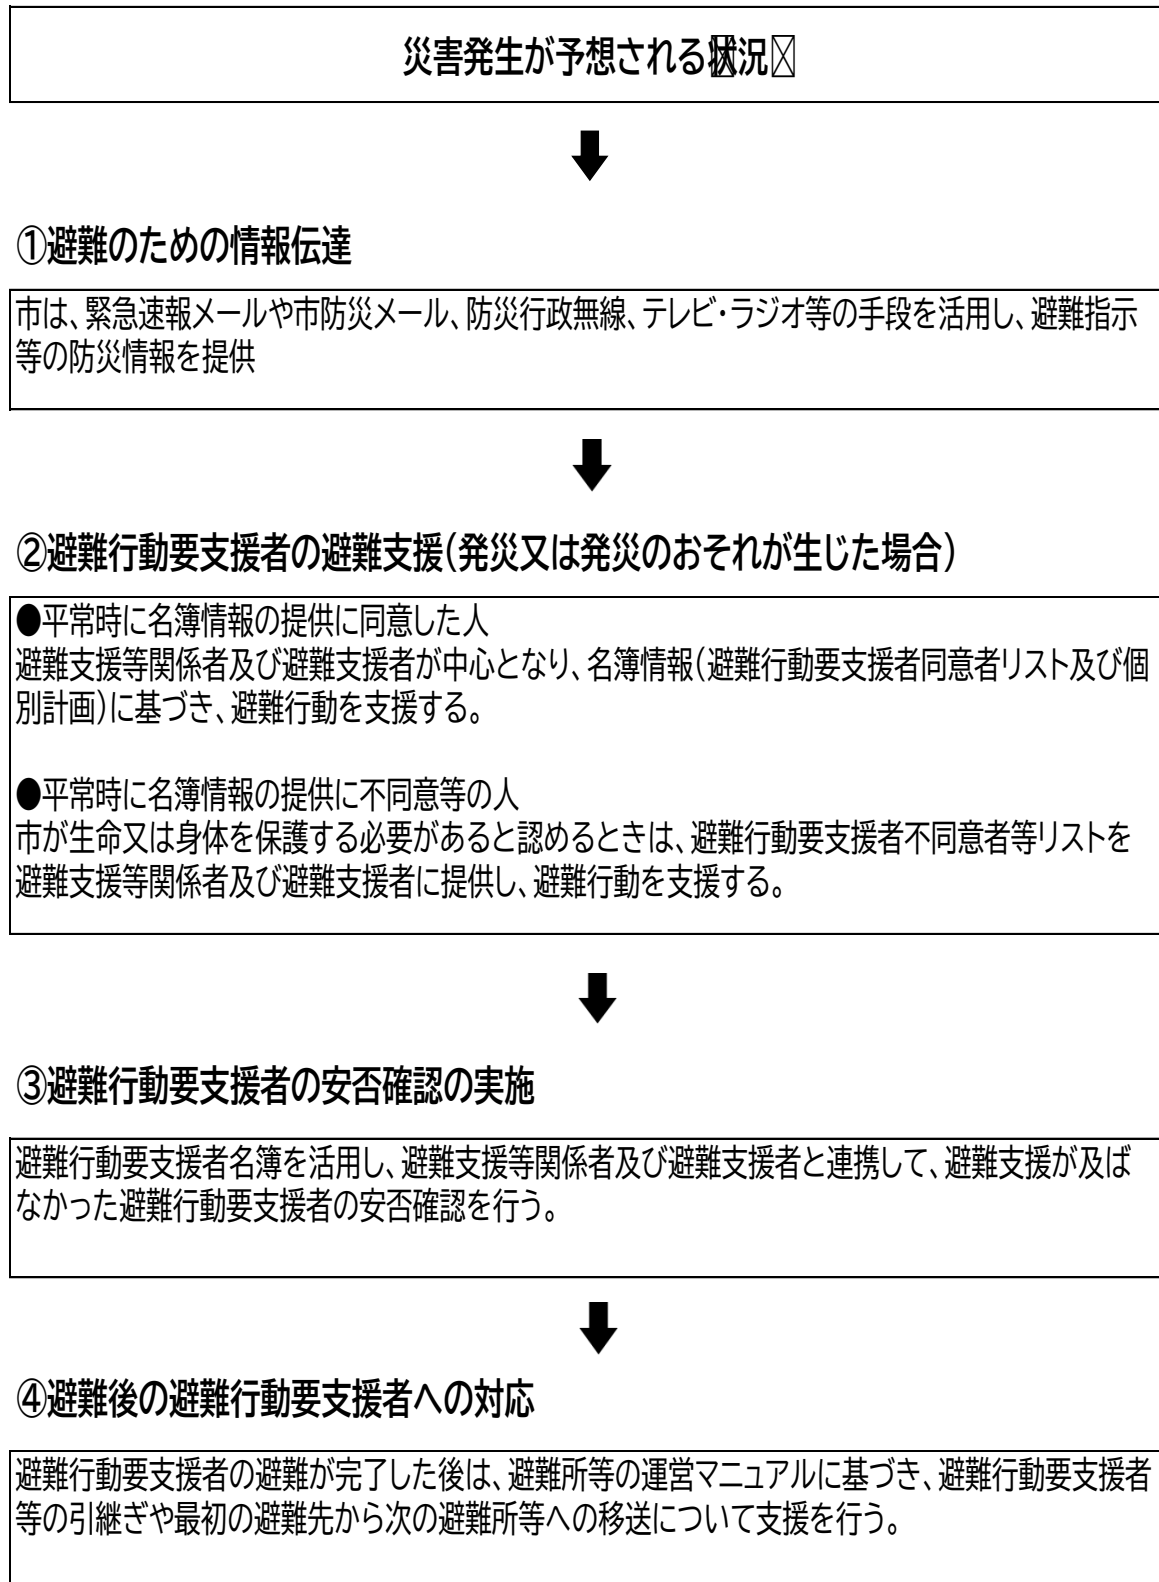 災害発生が予想される状況
①避難のための情報伝達
市は、緊急速報メールや市防災メール、防災行政無線、テレビ・ラジオ等の手段を活用し、避難指示
等の防災情報を提供
②避難行動要支援者の避難支援(発災又は発災のおそれが生じた場合)
●平常時に名簿情報の提供に同意した人
避難支援等関係者及び避難支援者が中心となり、名簿情報(避難行動要支援者同意者リスト及び個
別計画)に基づき、避難行動を支援する。
●平常時に名簿情報の提供に不同意等の人
市が生命又は身体を保護する必要があると認めるときは、避難行動要支援者不同意者等リストを
避難支援等関係者及び避難支援者に提供し、避難行動を支援する。
③避難行動要支援者の安否確認の実施
避難行動要支援者名簿を活用し、避難支援等関係者及び避難支援者と連携して、避難支援が及ば
なかった避難行動要支援者の安否確認を行う。
④避難後の避難行動要支援者への対応
避難行動要支援者の避難が完了した後は、避難所等の運営マニュアルに基づき、避難行動要支援者
等の引継ぎや最初の避難先から次の避難所等への移送について支援を行う。